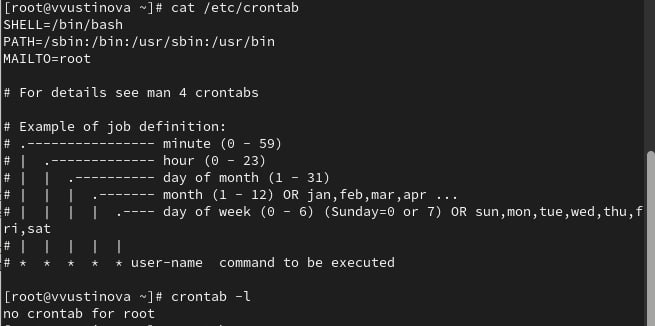 [root@vvustinova ~]# cat /etc/crontab
SHELL=/bin/bash
PATH=/sbin:/bin:/usr/sbin:/usr/bin
MAILTO=root
# For details see man 4 crontabs
# Example of job definition:
# .---------------- minute (0 - 59)
# |  .------------- hour (0 - 23)
# |  |  .---------- day of month (1 - 31)
# |  |  |  .------- month (1 - 12) OR jan,feb,mar,apr ...
# |  |  |  |  .---- day of week (0 - 6) (Sunday=0 or 7) OR sun,mon,tue,wed,thu,f
ri,sat
# |  |  |  |  |
# *  *  *  *  * user-name  command to be executed
[root@vvustinova ~]# crontab -l
no crontab for root